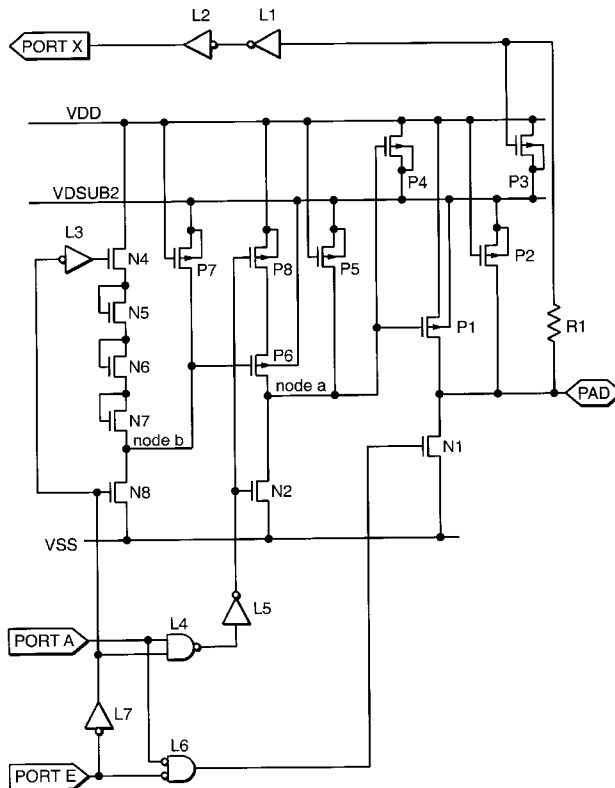 L2 L1
PORT X
VDD
P4
P3
VDSUB2
L3
N4 P7 P8 P5 P2
N5
P1 R1
N6
P6
node a
PAD
N7
node b
N1
N8 N2
VSS
L5
L4
PORT A
L7
L6
PORT E